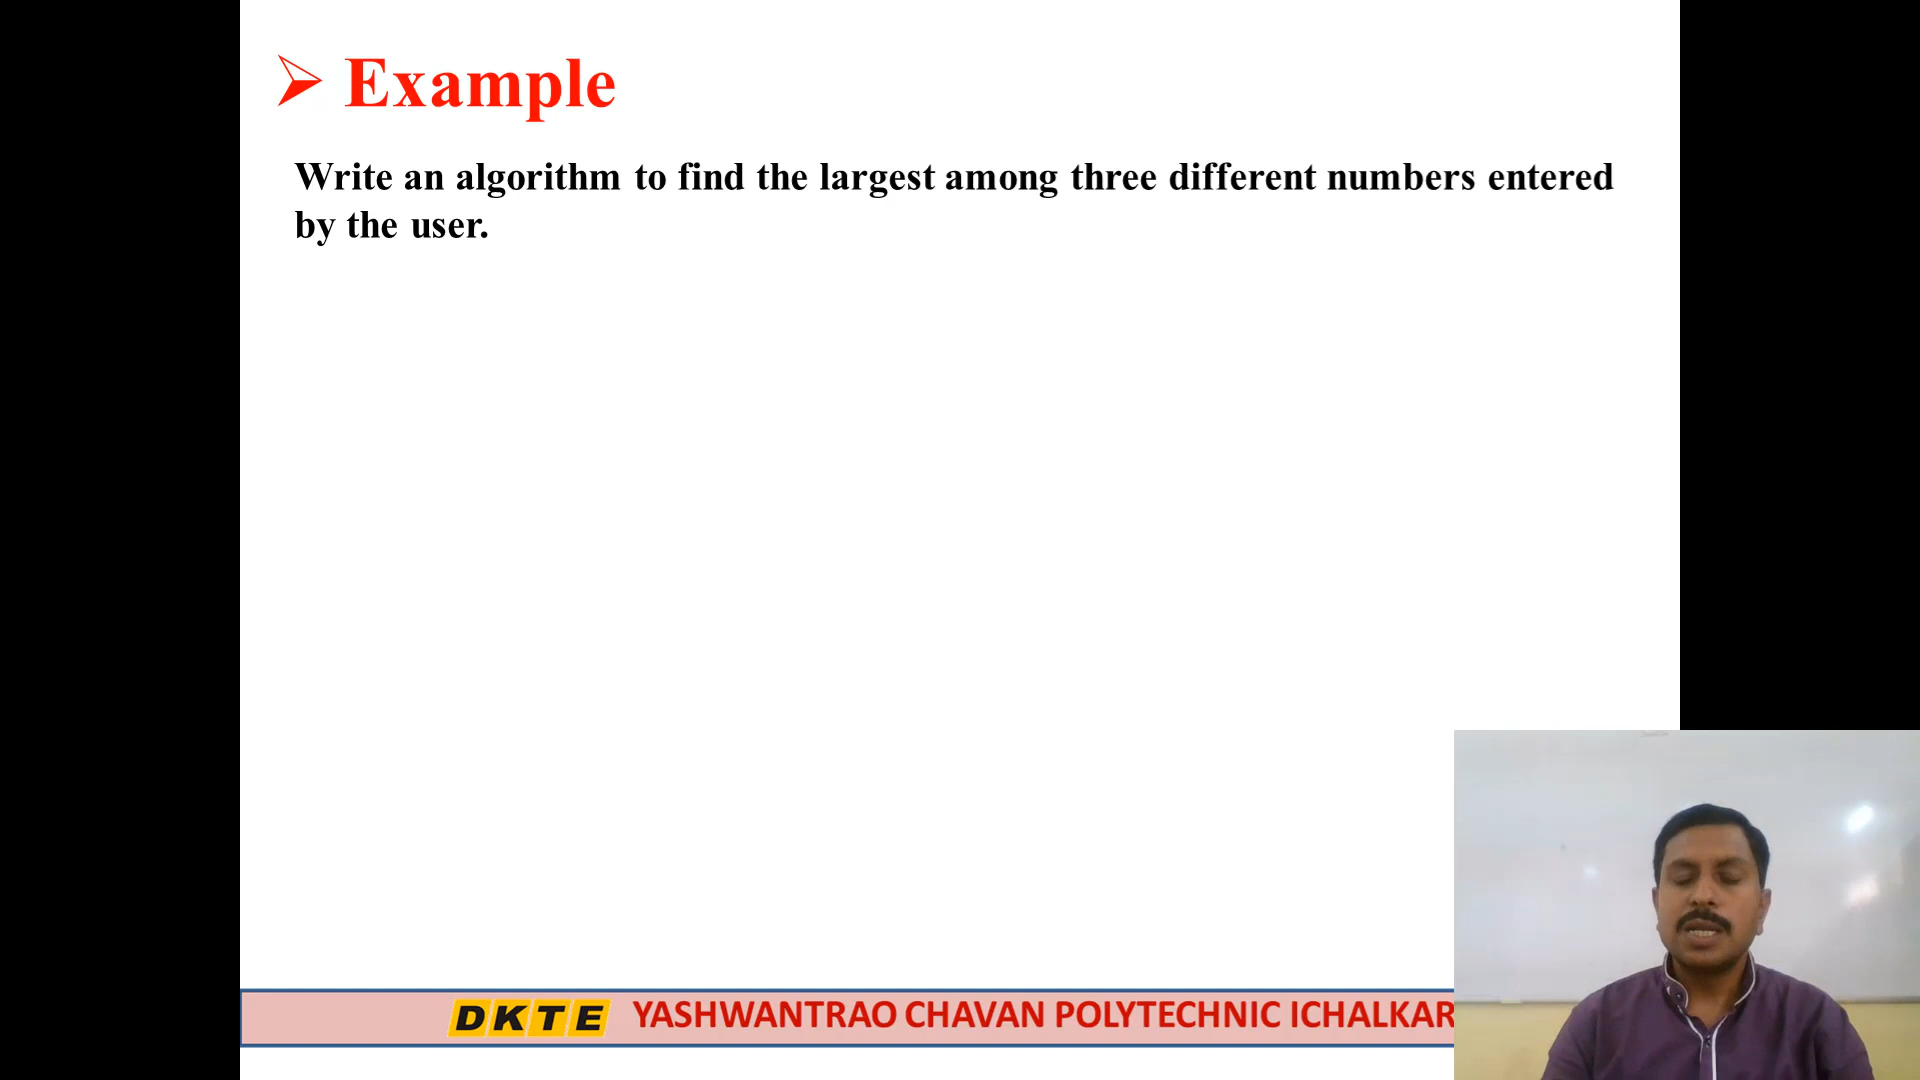 Example
Write an algorithm to find the largest among three different numbers entered
by the user.
DKTE YASHWANTRAO CHAVAN POLYTECHNIC ICHALKAR